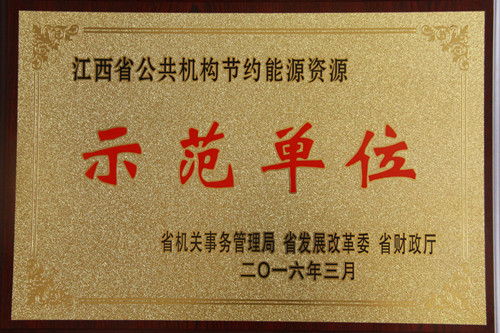 江西省公共机构节约能源资源
示范单位
省机关事务管理局 省发展改革委 省财政厅
二〇一六年三月